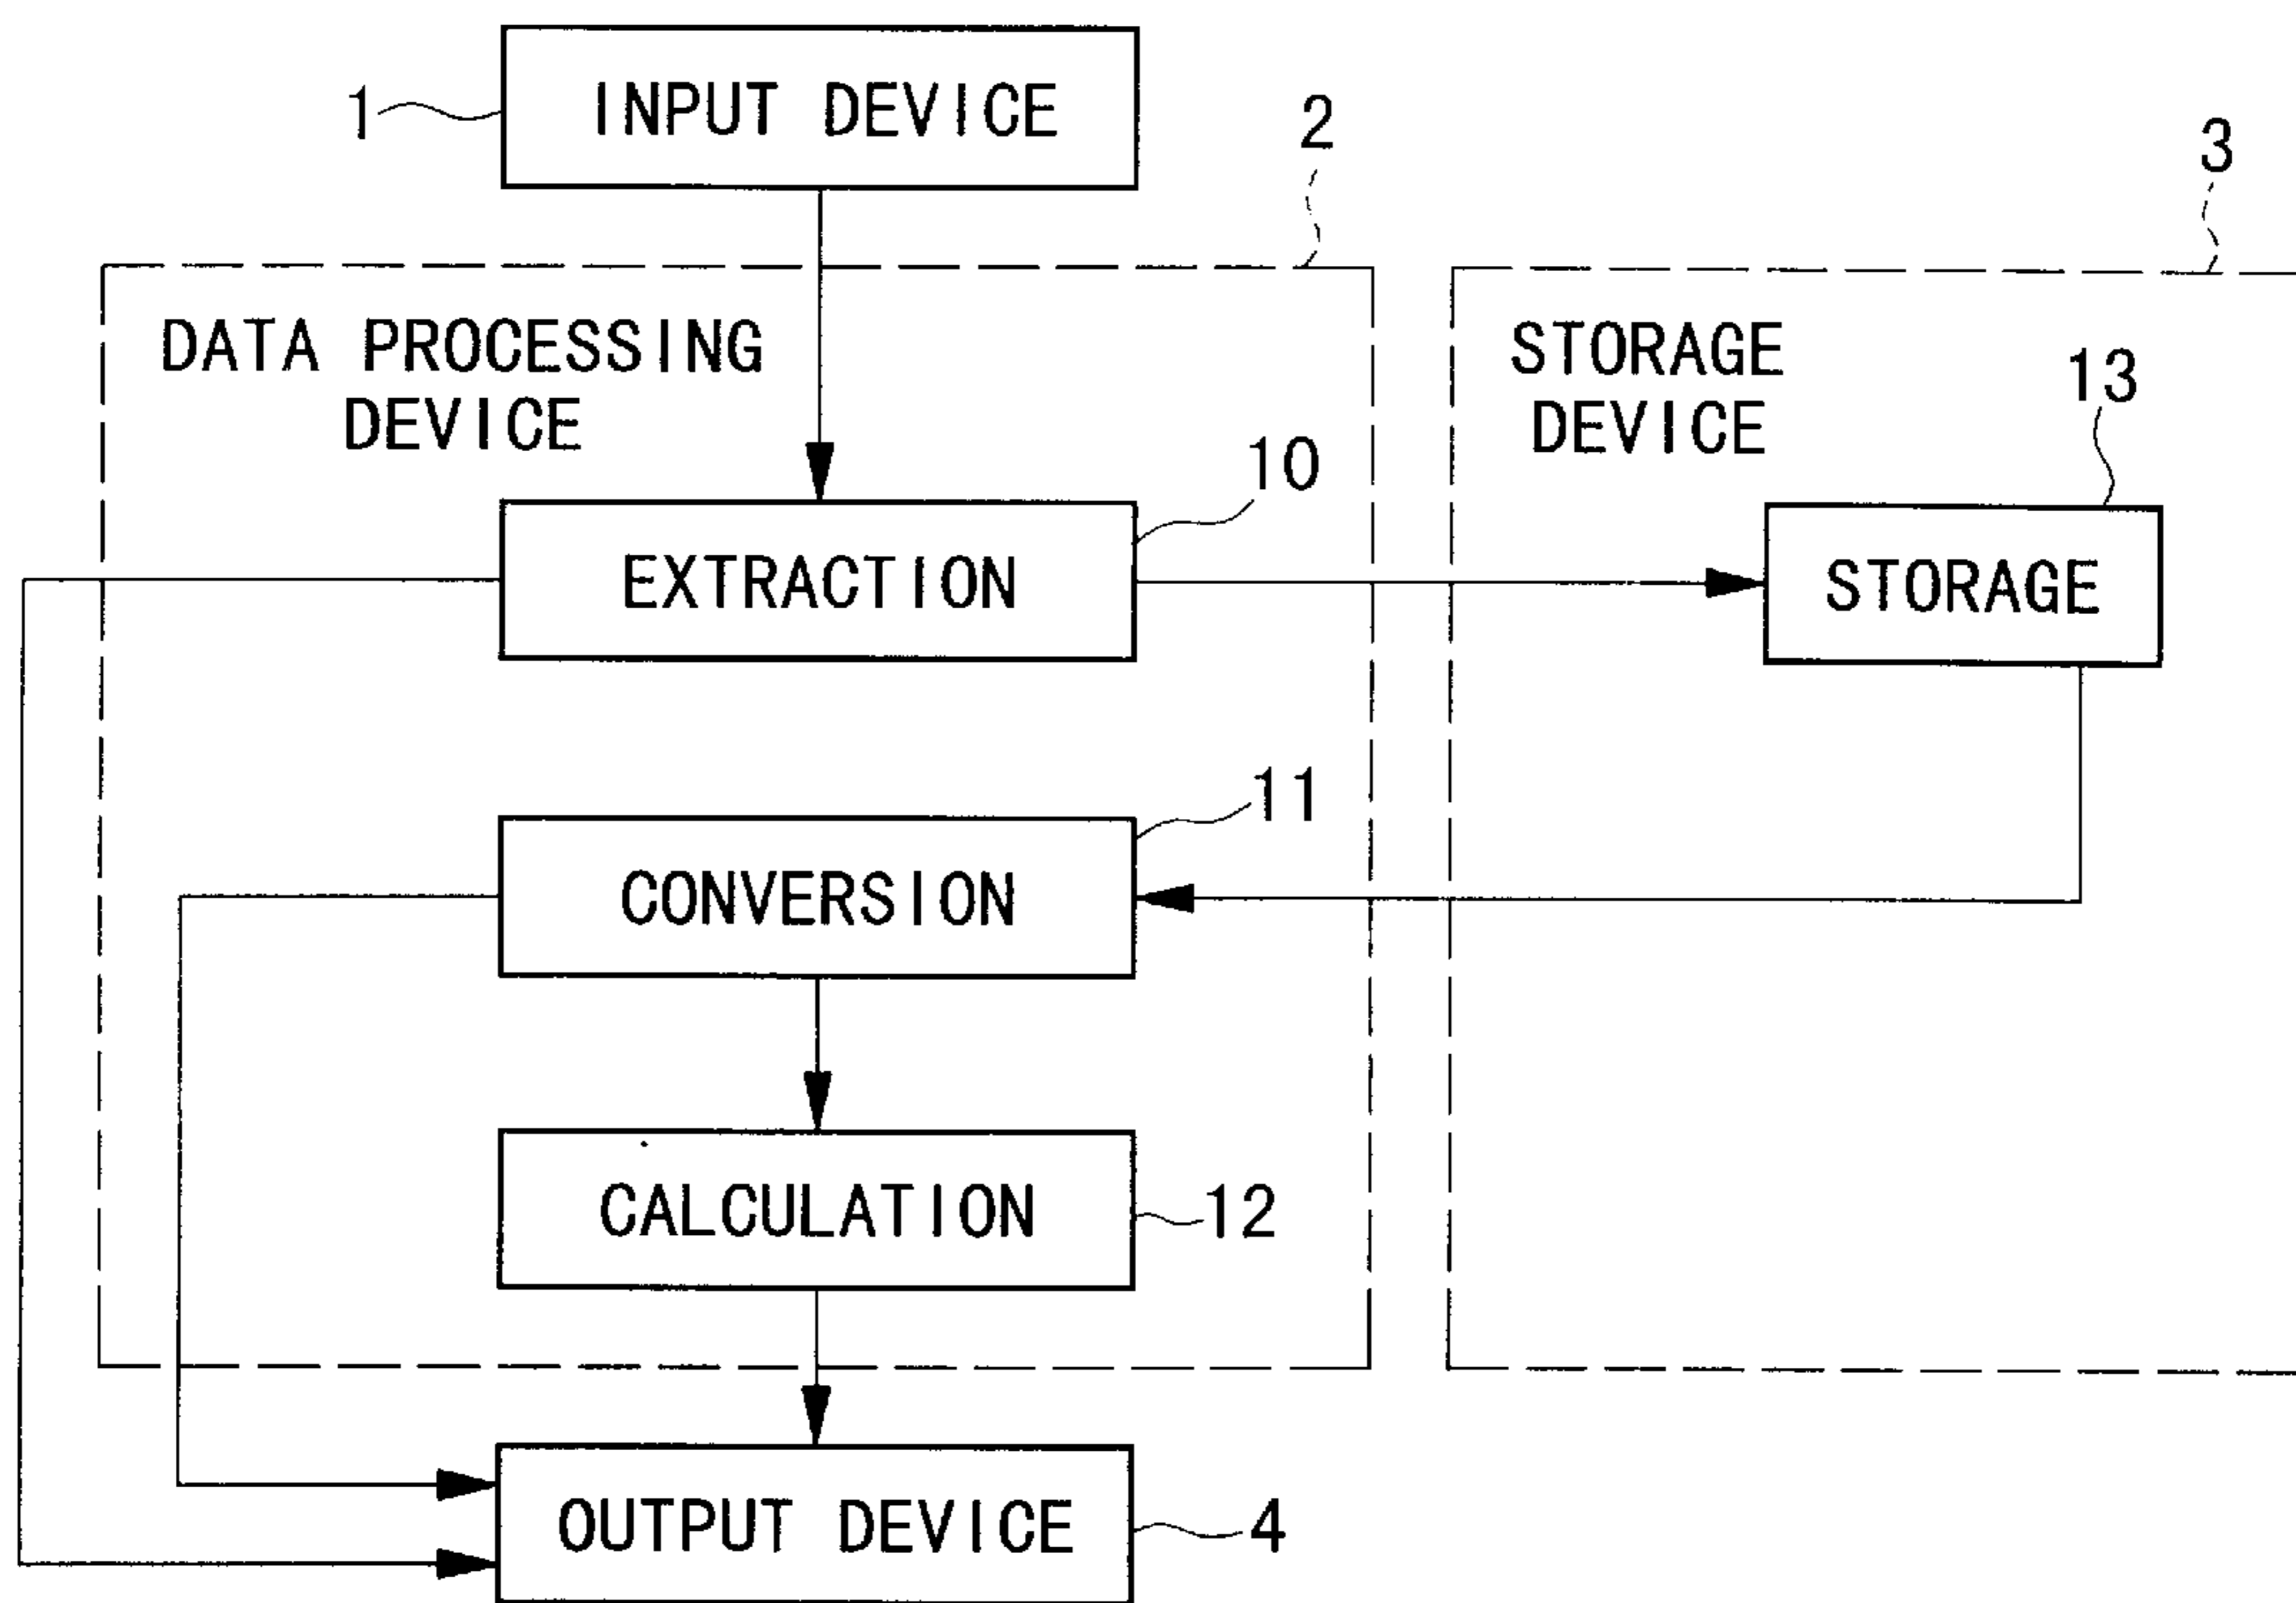 1
INPUT DEVICE
2
3
DATA PROCESSING
DEVICE
STORAGE
DEVICE
13
10
EXTRACTION
STORAGE
11
CONVERSION
CALCULATION
12
OUTPUT DEVICE
4